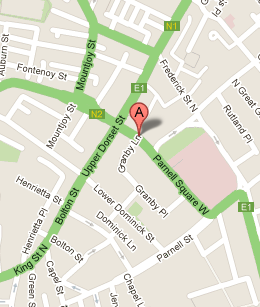 N1
Auburn St
Mountjoy St
Fontenoy St
Frederick St N
N Great G
E1
Rutland Pl
N2
A
Mountjoy St
Upper Dorset St
Granby Ln
Parnell Square W
Henrietta St
Granby Pl
Bolton St
Lower Dominick St
Henrietta Pl
Dominick Ln
E1
Bolton St
Parnell St
King St N
Green
Capel St
Chapel L